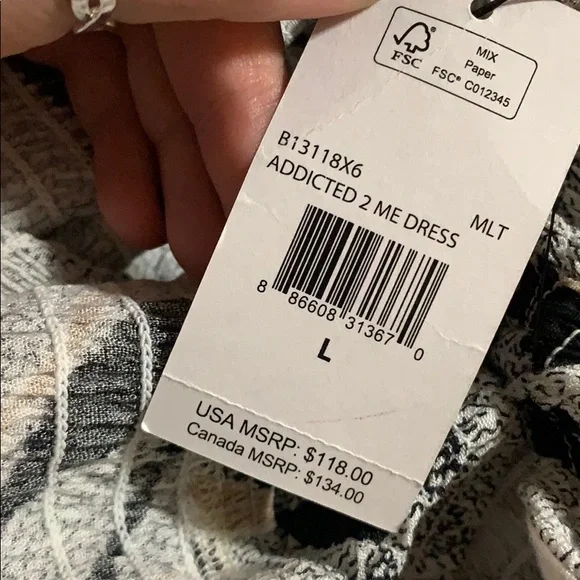 FSC
MIX
Paper
FSC® C012345
B13118X6
ADDICTED 2 ME DRESS
MLT
8 86608 31367 0
L
USA MSRP: $118.00
Canada MSRP: $134.00